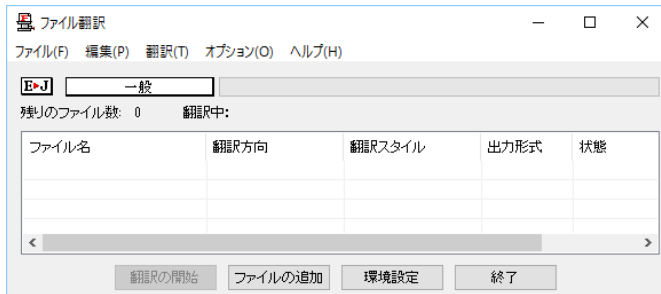 ファイル翻訳
ファイル(F) 編集(P) 翻訳(T) オプション(O) ヘルプ(H)
E▸J 一般
残りのファイル数: 0 翻訳中:
ファイル名 翻訳方向 翻訳スタイル 出力形式 状態
翻訳の開始 ファイルの追加 環境設定 終了